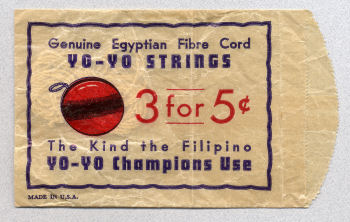 Genuine Egyptian Fibre Cord
YO-YO STRINGS
3 for 5¢
The Kind the Filipino
YO-YO Champions Use
MADE IN U.S.A.